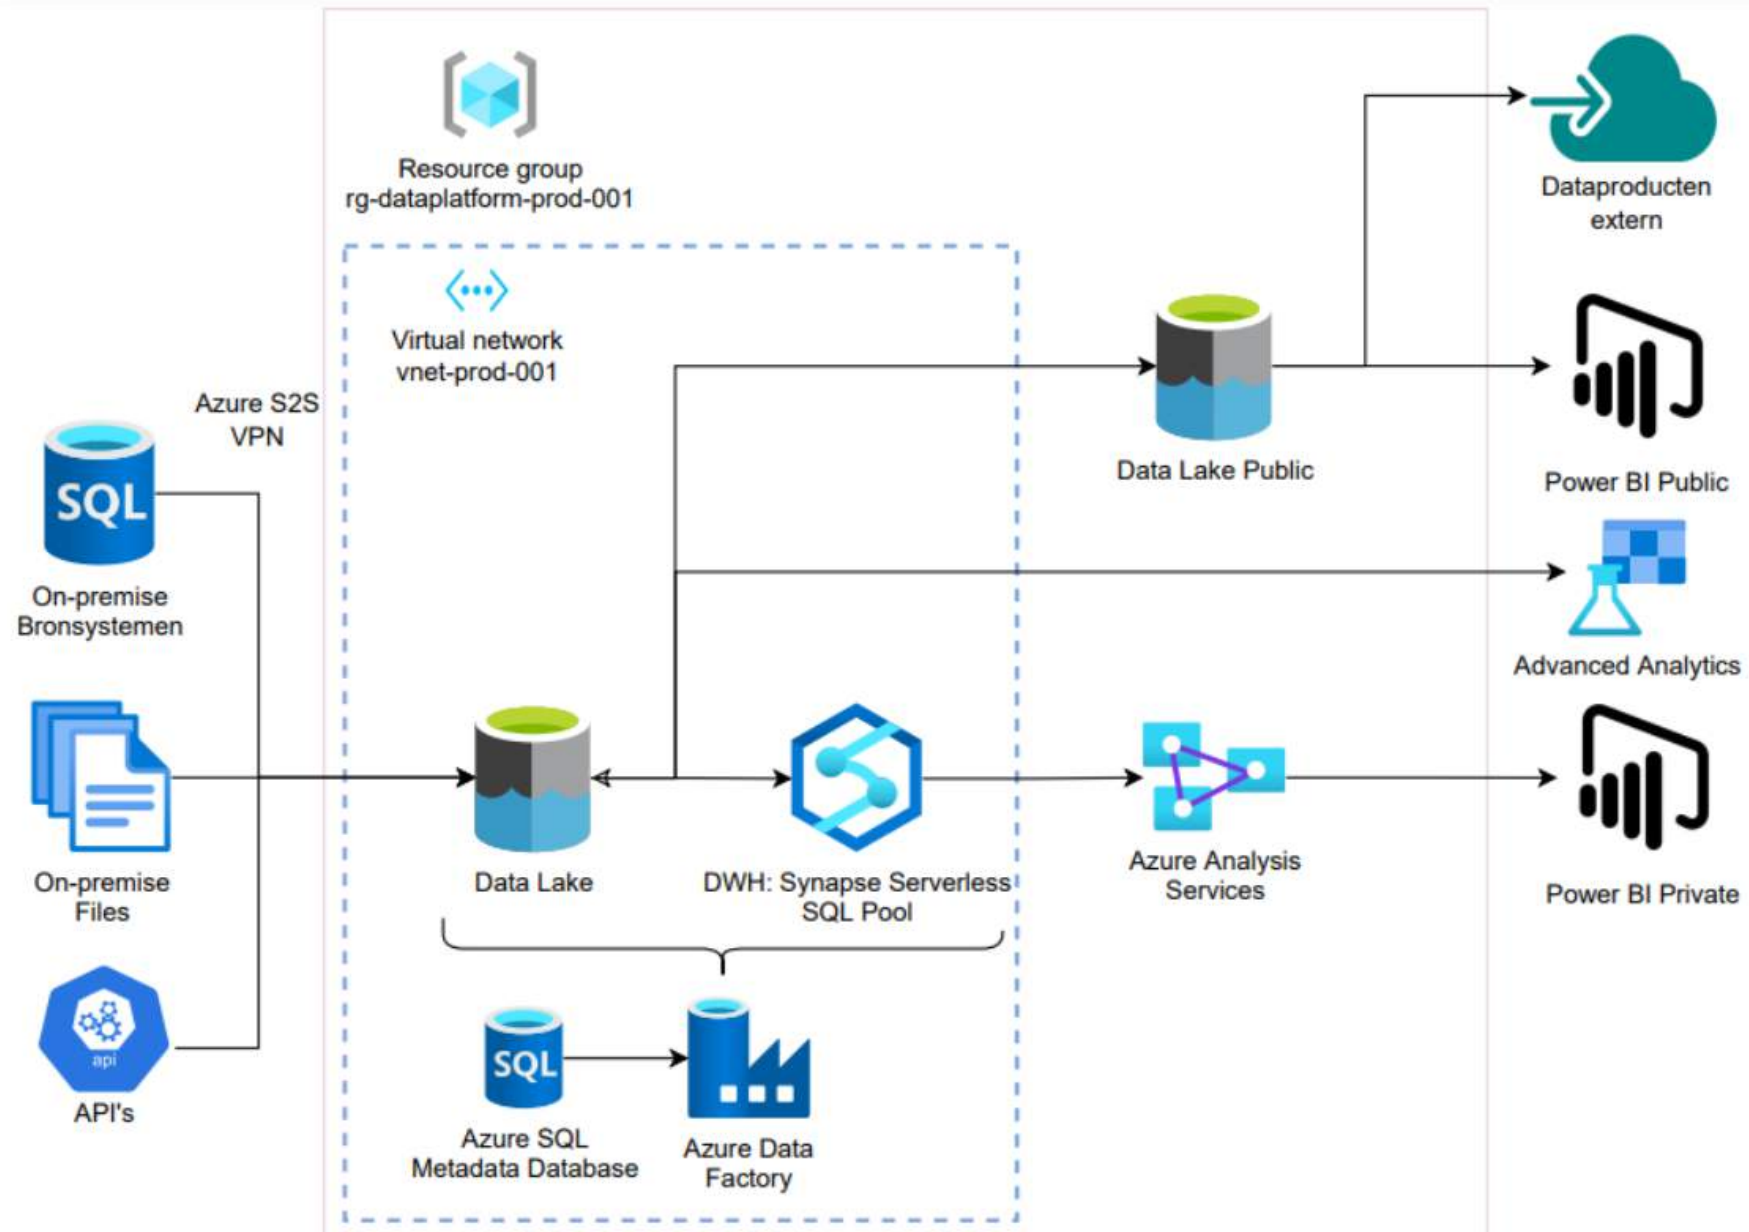 Resource group
rg-dataplatform-prod-001
Dataproducten
extern
Virtual network
vnet-prod-001
Azure S2S
VPN
SQL
On-premise
Bronsystemen
Data Lake Public
Power BI Public
Advanced Analytics
On-premise
Files
Data Lake
DWH: Synapse Serverless
SQL Pool
Azure Analysis
Services
Power BI Private
api
API's
SQL
Azure SQL
Metadata Database
Azure Data
Factory